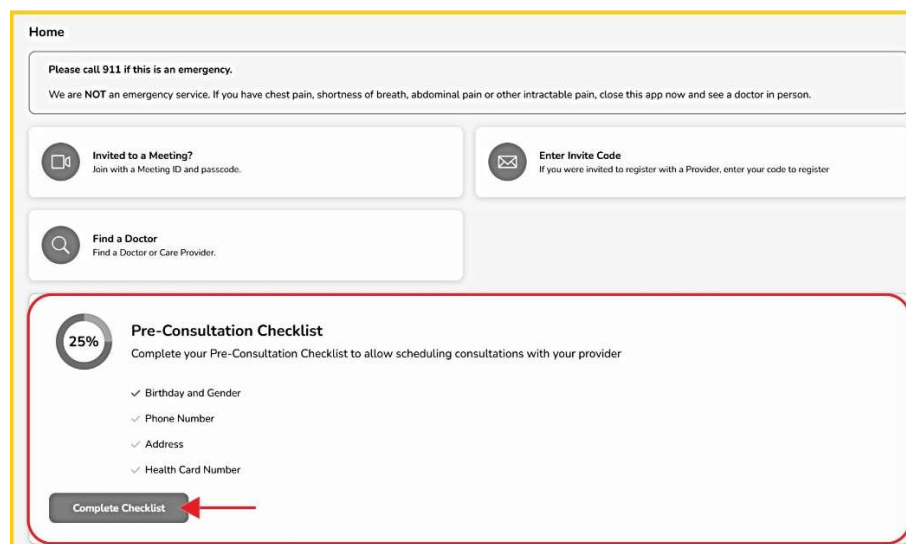 Home
Please call 911 if this is an emergency.
We are NOT an emergency service. If you have chest pain, shortness of breath, abdominal pain or other intractable pain, close this app now and see a doctor in person.
Invited to a Meeting?
Join with a Meeting ID and passcode.
Enter Invite Code
If you were invited to register with a Provider, enter your code to register
Find a Doctor
Find a Doctor or Care Provider.
25%
Pre-Consultation Checklist
Complete your Pre-Consultation Checklist to allow scheduling consultations with your provider
Birthday and Gender
Phone Number
Address
Health Card Number
Complete Checklist